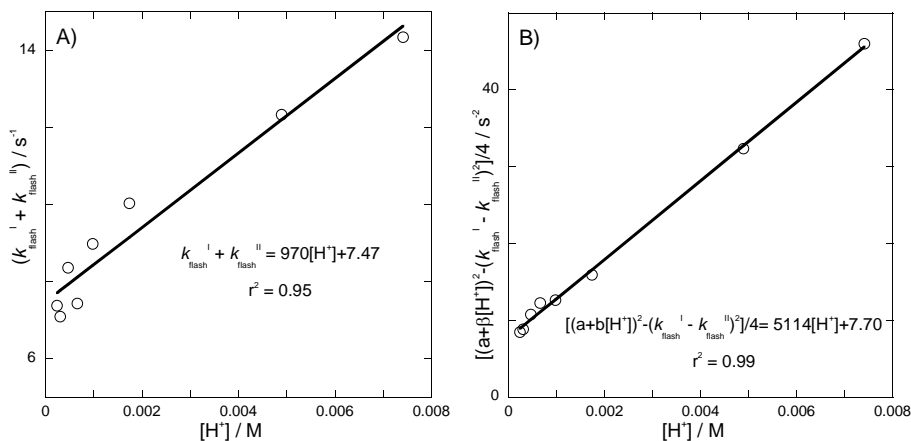 A)
14
6
(k_flash^I + k_flash^II) / s^-1
k_flash^I + k_flash^II = 970[H^+]+7.47
r^2 = 0.95
0 0.002 0.004 0.006 0.008
[H^+] / M
B)
40
0
[(a+β[H^+])^2-(k_flash^I - k_flash^II)^2]/4 / s^-2
[(a+b[H^+])^2-(k_flash^I - k_flash^II)^2]/4= 5114[H^+]+7.70
r^2 = 0.99
0 0.002 0.004 0.006 0.008
[H^+] / M